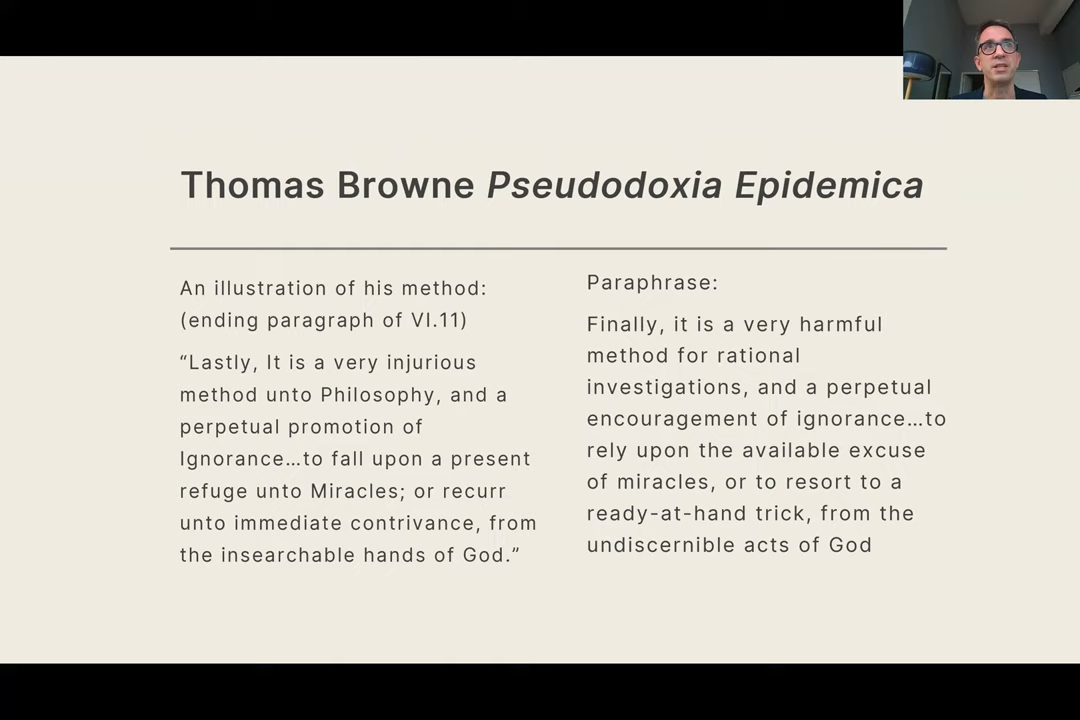 Thomas Browne Pseudodoxia Epidemica
An illustration of his method:
(ending paragraph of VI.11)
“Lastly, It is a very injurious
method unto Philosophy, and a
perpetual promotion of
Ignorance…to fall upon a present
refuge unto Miracles; or recurr
unto immediate contrivance, from
the insearchable hands of God.”
Paraphrase:
Finally, it is a very harmful
method for rational
investigations, and a perpetual
encouragement of ignorance…to
rely upon the available excuse
of miracles, or to resort to a
ready-at-hand trick, from the
undiscernible acts of God